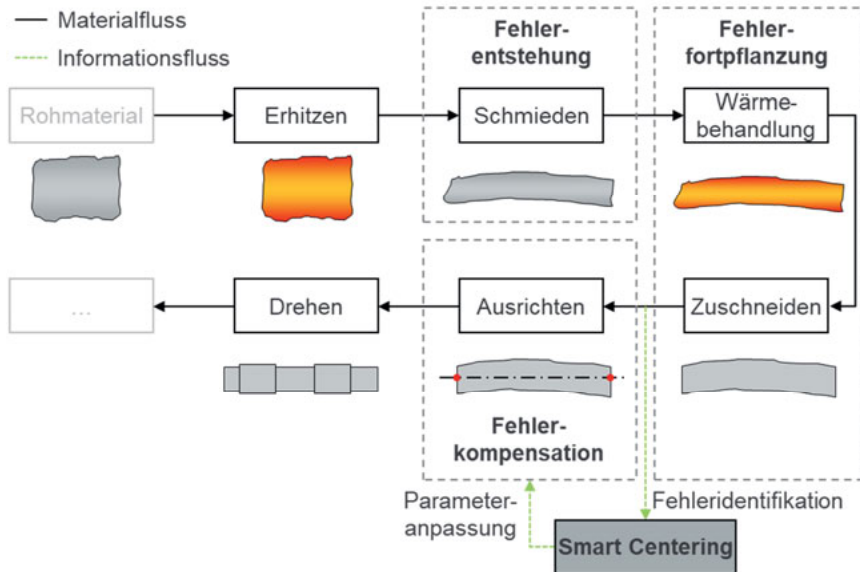 Materialfluss
Informationsfluss
Fehler-
entstehung
Fehler-
fortpflanzung
Rohmaterial
Erhitzen
Schmieden
Wärme-
behandlung
...
Drehen
Ausrichten
Zuschneiden
Fehler-
kompensation
Parameter-
anpassung
Fehleridentifikation
Smart Centering